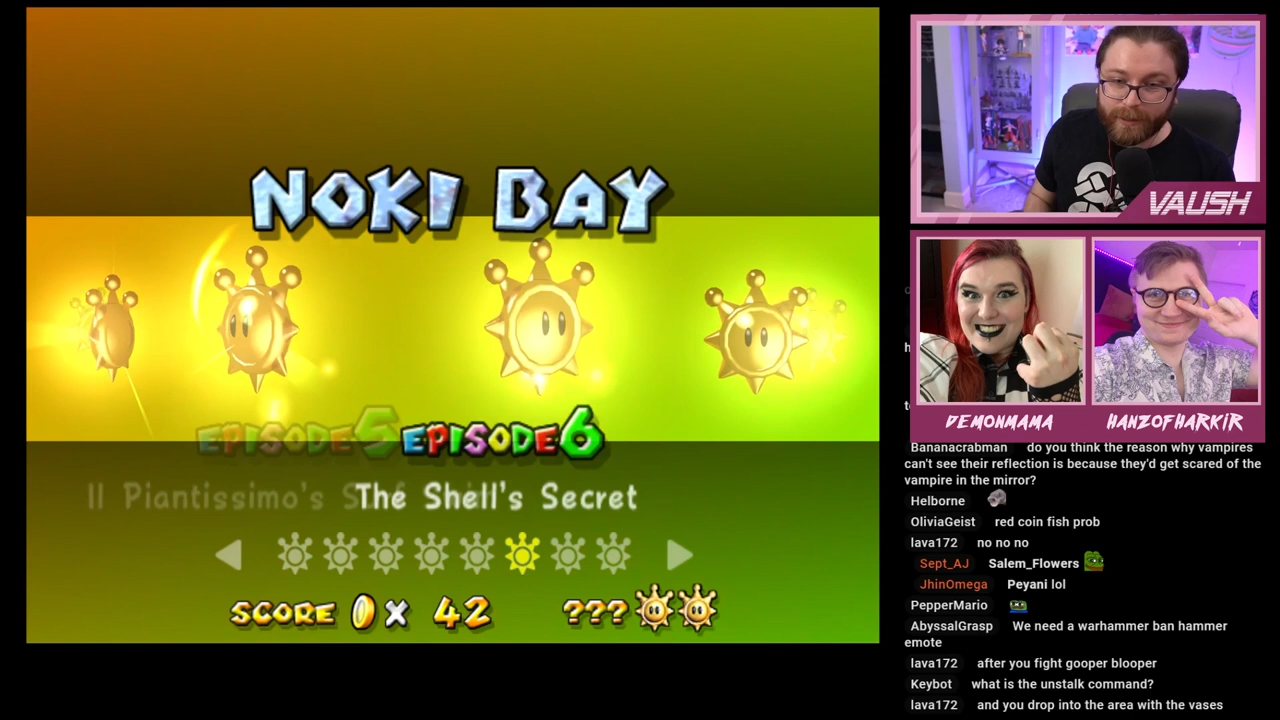 NOKI BAY
EPISODE5 EPISODE6
Il Piantissimo's S
The Shell's Secret
SCORE 0x 42
???
VAUSH
DEMONMAMA
HANZOFHARKIR
Bananacrabman do you think the reason why vampires
can't see their reflection is because they'd get scared of the
vampire in the mirror?
Helborne
OliviaGeist red coin fish prob
lava172 no no no
Sept_AJ Salem_Flowers
JhinOmega Peyani lol
PepperMario
AbyssalGrasp We need a warhammer ban hammer
emote
lava172 after you fight gooper blooper
Keybot what is the unstalk command?
lava172 and you drop into the area with the vases